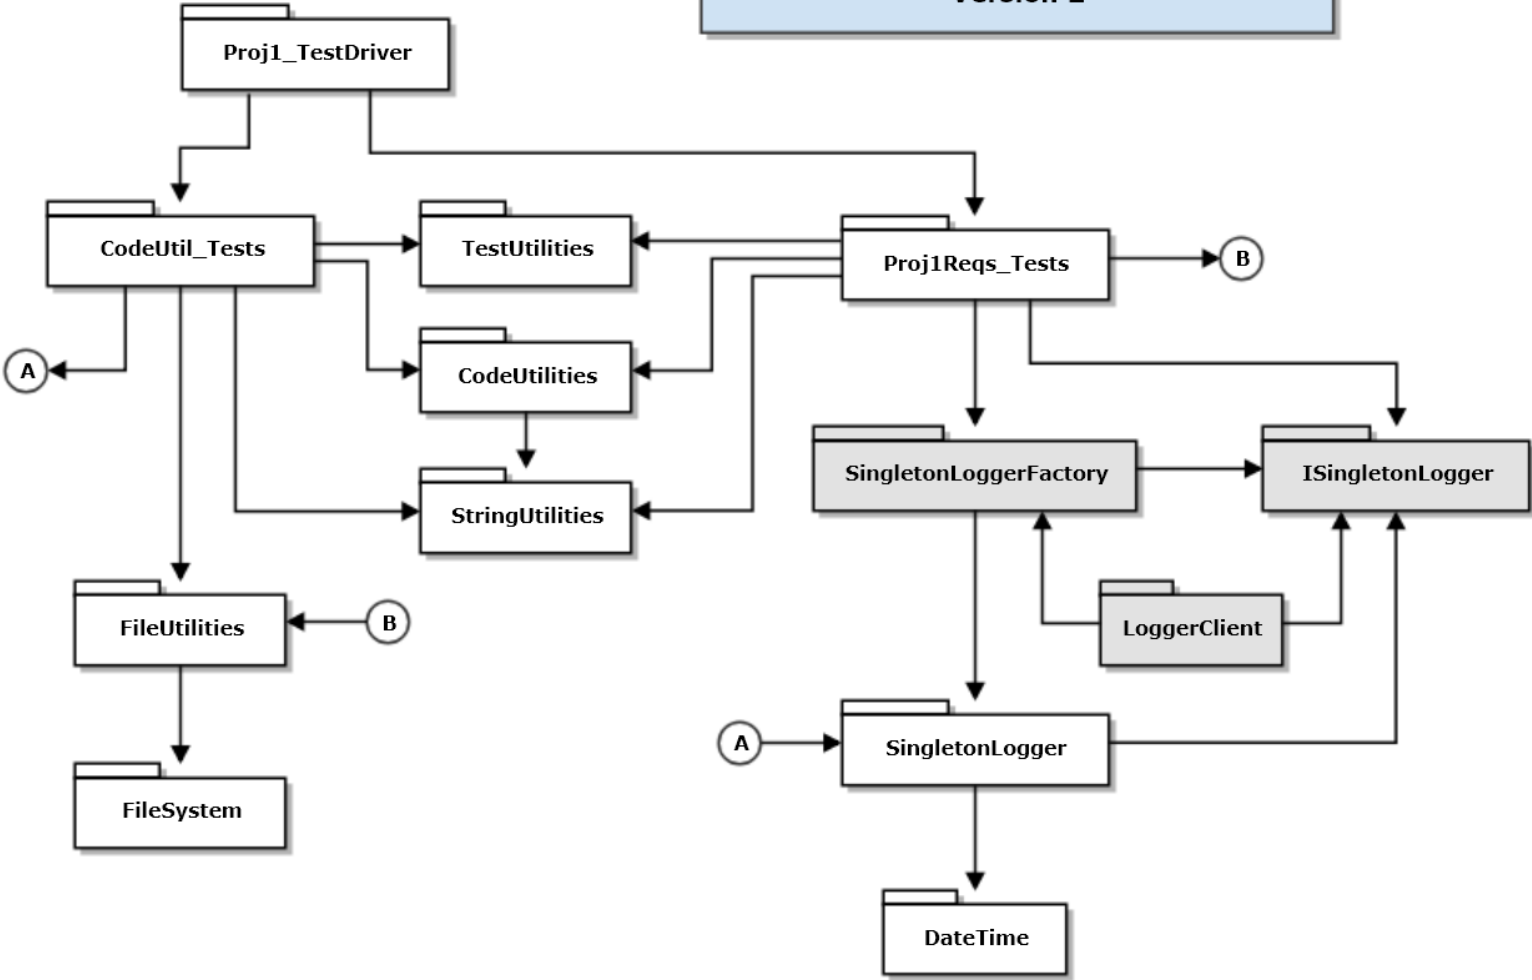 Proj1_TestDriver
CodeUtil_Tests
TestUtilities
Proj1Reqs_Tests
B
A
CodeUtilities
SingletonLoggerFactory
ISingletonLogger
StringUtilities
FileUtilities
B
LoggerClient
A
SingletonLogger
FileSystem
DateTime